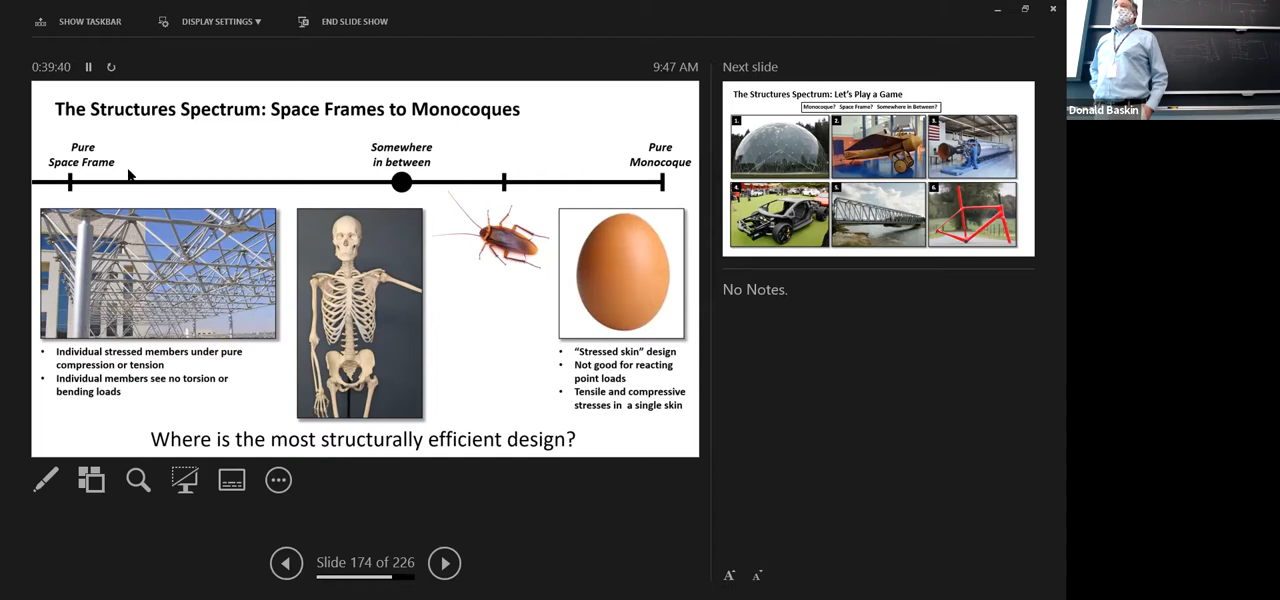 SHOW TASKBAR
DISPLAY SETTINGS ▼
END SLIDE SHOW
0:39:40
9:47 AM
The Structures Spectrum: Space Frames to Monocoques
Pure
Space Frame
Somewhere
in between
Pure
Monocoque
• Individual stressed members under pure
compression or tension
• Individual members see no torsion or
bending loads
• “Stressed skin” design
• Not good for reacting
point loads
• Tensile and compressive
stresses in a single skin
Where is the most structurally efficient design?
Slide 174 of 226
Next slide
The Structures Spectrum: Let's Play a Game
Monocoque? Space Frame? Somewhere in Between?
1.
2.
3.
4.
5.
6.
No Notes.
A A
Donald Baskin